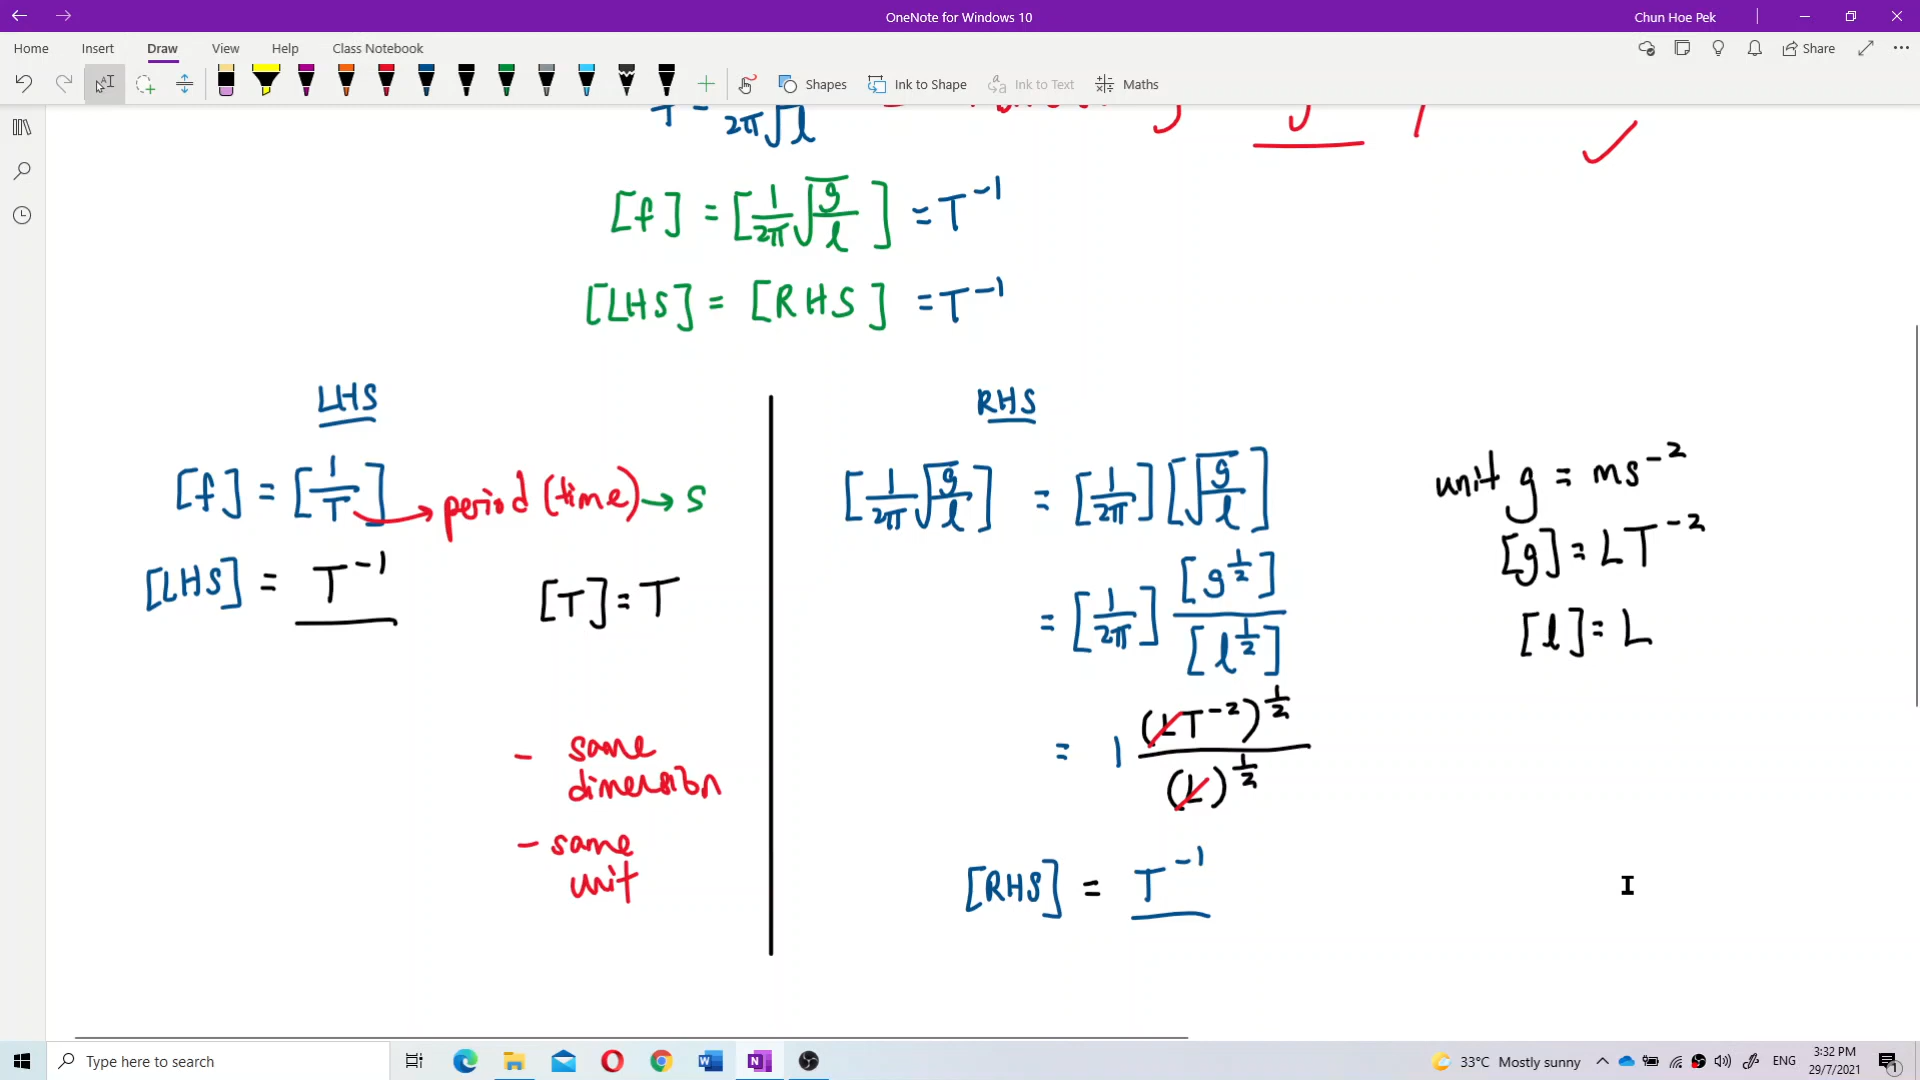 OneNote for Windows 10
Chun Hoe Pek
Home Insert Draw View Help Class Notebook
Share
Shapes Ink to Shape Ink to Text Maths
2π√l
[f] = [1/2π √g/l] = T⁻¹
[LHS] = [RHS] = T⁻¹
LHS
[f] = [1/T] → period (time) → s
[LHS] = T⁻¹
[T] = T
- same dimension
- same unit
RHS
[1/2π √g/l] = [1/2π] [√g/l]
= [1/2π] [g^1/2]/[l^1/2]
= 1 (LT⁻²)^1/2/(L)^1/2
[RHS] = T⁻¹
unit g = ms⁻²
[g] = LT⁻²
[l] = L
Type here to search
33°C Mostly sunny
ENG
3:32 PM
29/7/2021
1